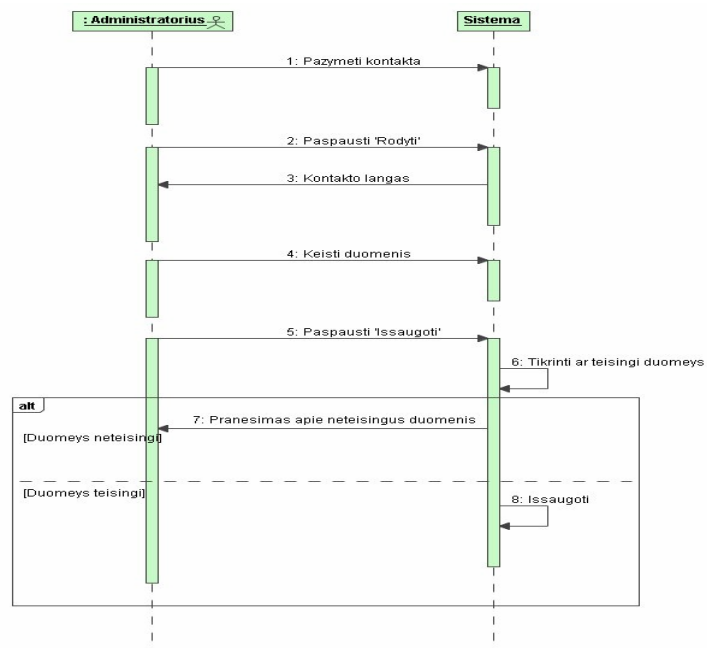 : Administratorius
Sistema
1: Pazymeti kontakta
2: Paspausti 'Rodyti'
3: Kontakto langas
4: Keisti duomenis
5: Paspausti 'Issaugoti'
6: Tikrinti ar teisingi duomeys
alt
7: Pranesimas apie neteisingus duomenis
[Duomeys neteisingi]
[Duomeys teisingi]
8: Issaugoti